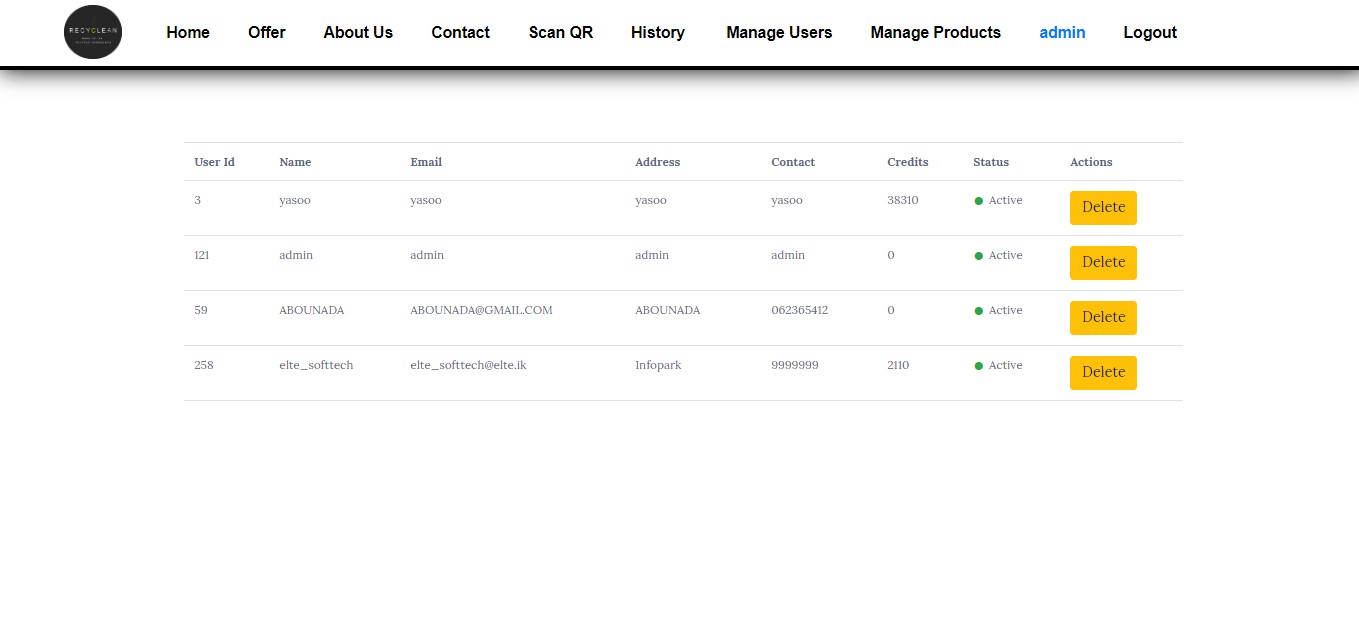 RECYCLEAN
Home Offer About Us Contact Scan QR History Manage Users Manage Products admin Logout
User Id Name Email Address Contact Credits Status Actions
3 yasoo yasoo yasoo yasoo 38310 Active Delete
121 admin admin admin admin 0 Active Delete
59 ABOUNADA ABOUNADA@GMAIL.COM ABOUNADA 062365412 0 Active Delete
258 elte_softtech elte_softtech@elte.ik Infopark 9999999 2110 Active Delete